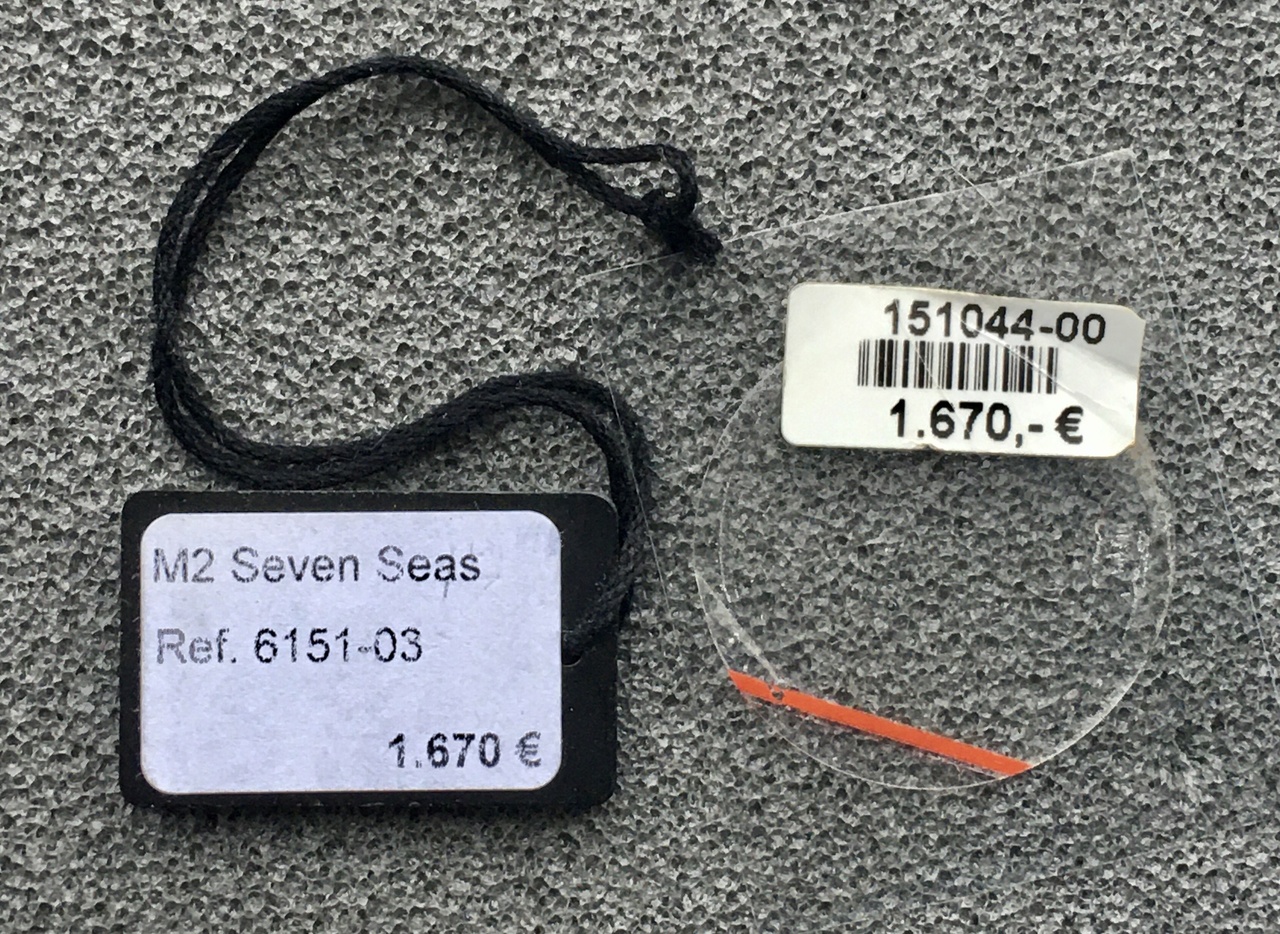 M2 Seven Seas
Ref. 6151-03
1.670 €
151044-00
1.670,- €